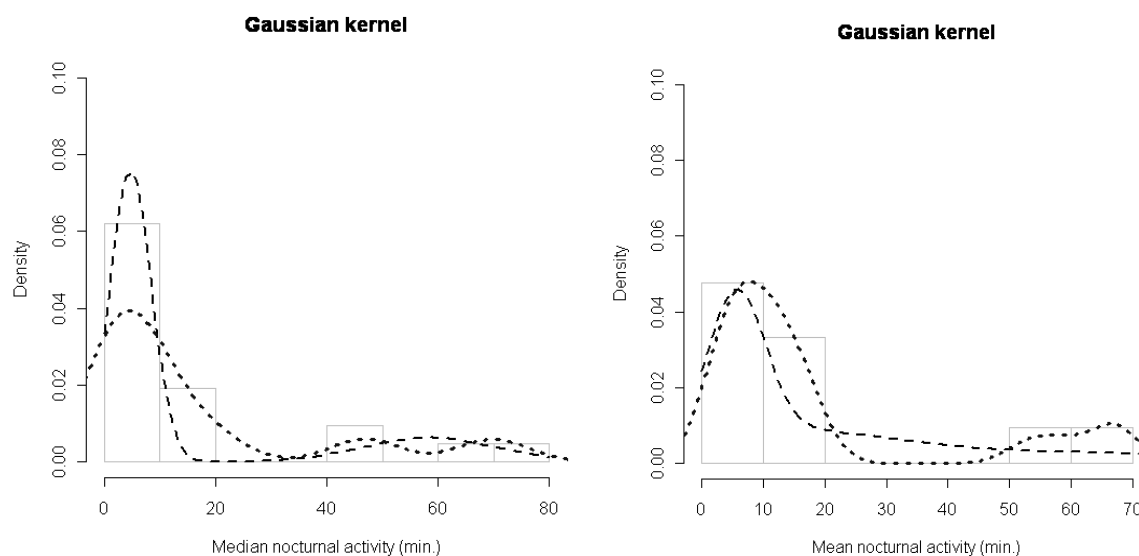 Gaussian kernel
Density
0.10
0.08
0.06
0.04
0.02
0.00
0 20 40 60 80
Median nocturnal activity (min.)
Gaussian kernel
Density
0.10
0.08
0.06
0.04
0.02
0.00
0 10 20 30 40 50 60 70
Mean nocturnal activity (min.)